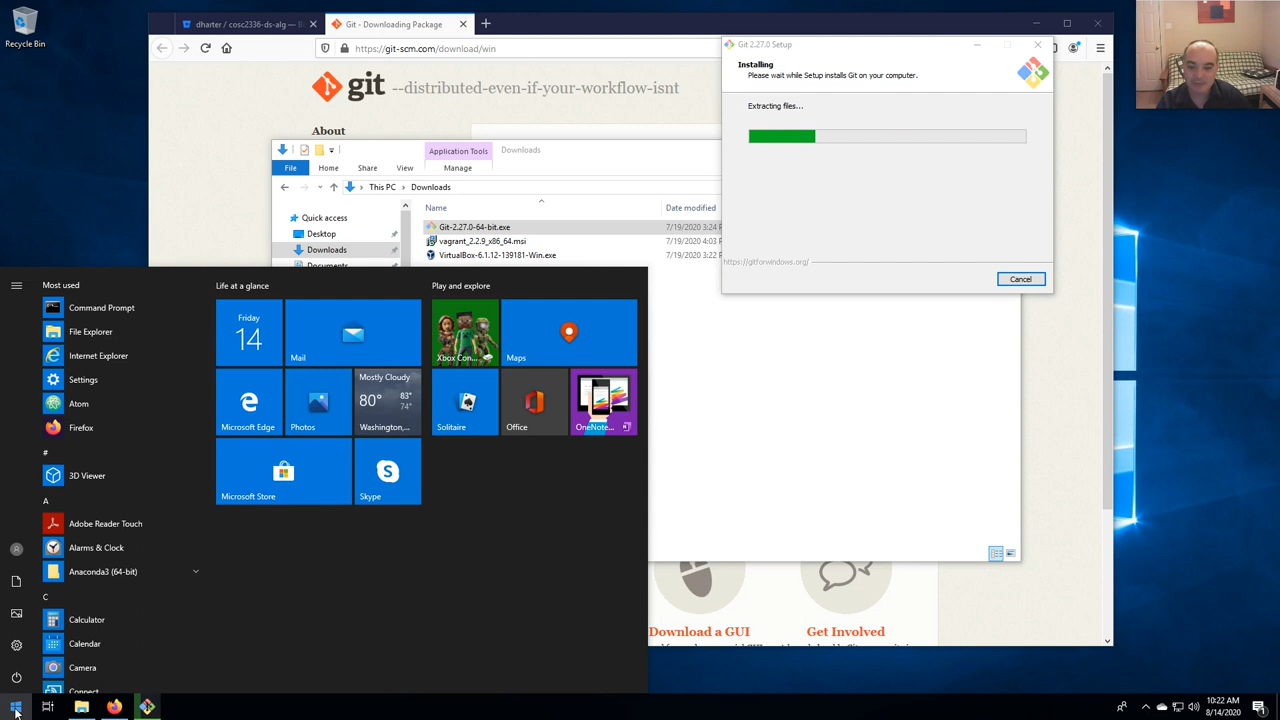 Recycle Bin
dharter / cosc2336-ds-alg — B
Git - Downloading Package
https://git-scm.com/download/win
git --distributed-even-if-your-workflow-isnt
About
Git 2.27.0 Setup
Installing
Please wait while Setup installs Git on your computer.
Extracting files...
https://gitforwindows.org/
Cancel
Application Tools
Downloads
File
Home
Share
View
Manage
This PC
Downloads
Quick access
Desktop
Downloads
Documents
Name
Date modified
Git-2.27.0-64-bit.exe
7/19/2020 3:24 P
vagrant_2.2.9_x86_64.msi
7/19/2020 4:03 P
VirtualBox-6.1.12-139181-Win.exe
7/19/2020 3:22 P
Most used
Command Prompt
File Explorer
Internet Explorer
Settings
Atom
Firefox
#
3D Viewer
A
Adobe Reader Touch
Alarms & Clock
Anaconda3 (64-bit)
C
Calculator
Calendar
Camera
Connect
Life at a glance
Friday
14
Mail
Microsoft Edge
Photos
Mostly Cloudy
80° 83°
74°
Washington,...
Microsoft Store
Skype
Play and explore
Xbox Con...
Maps
Solitaire
Office
OneNote...
Download a GUI
Get Involved
10:22 AM
8/14/2020
1